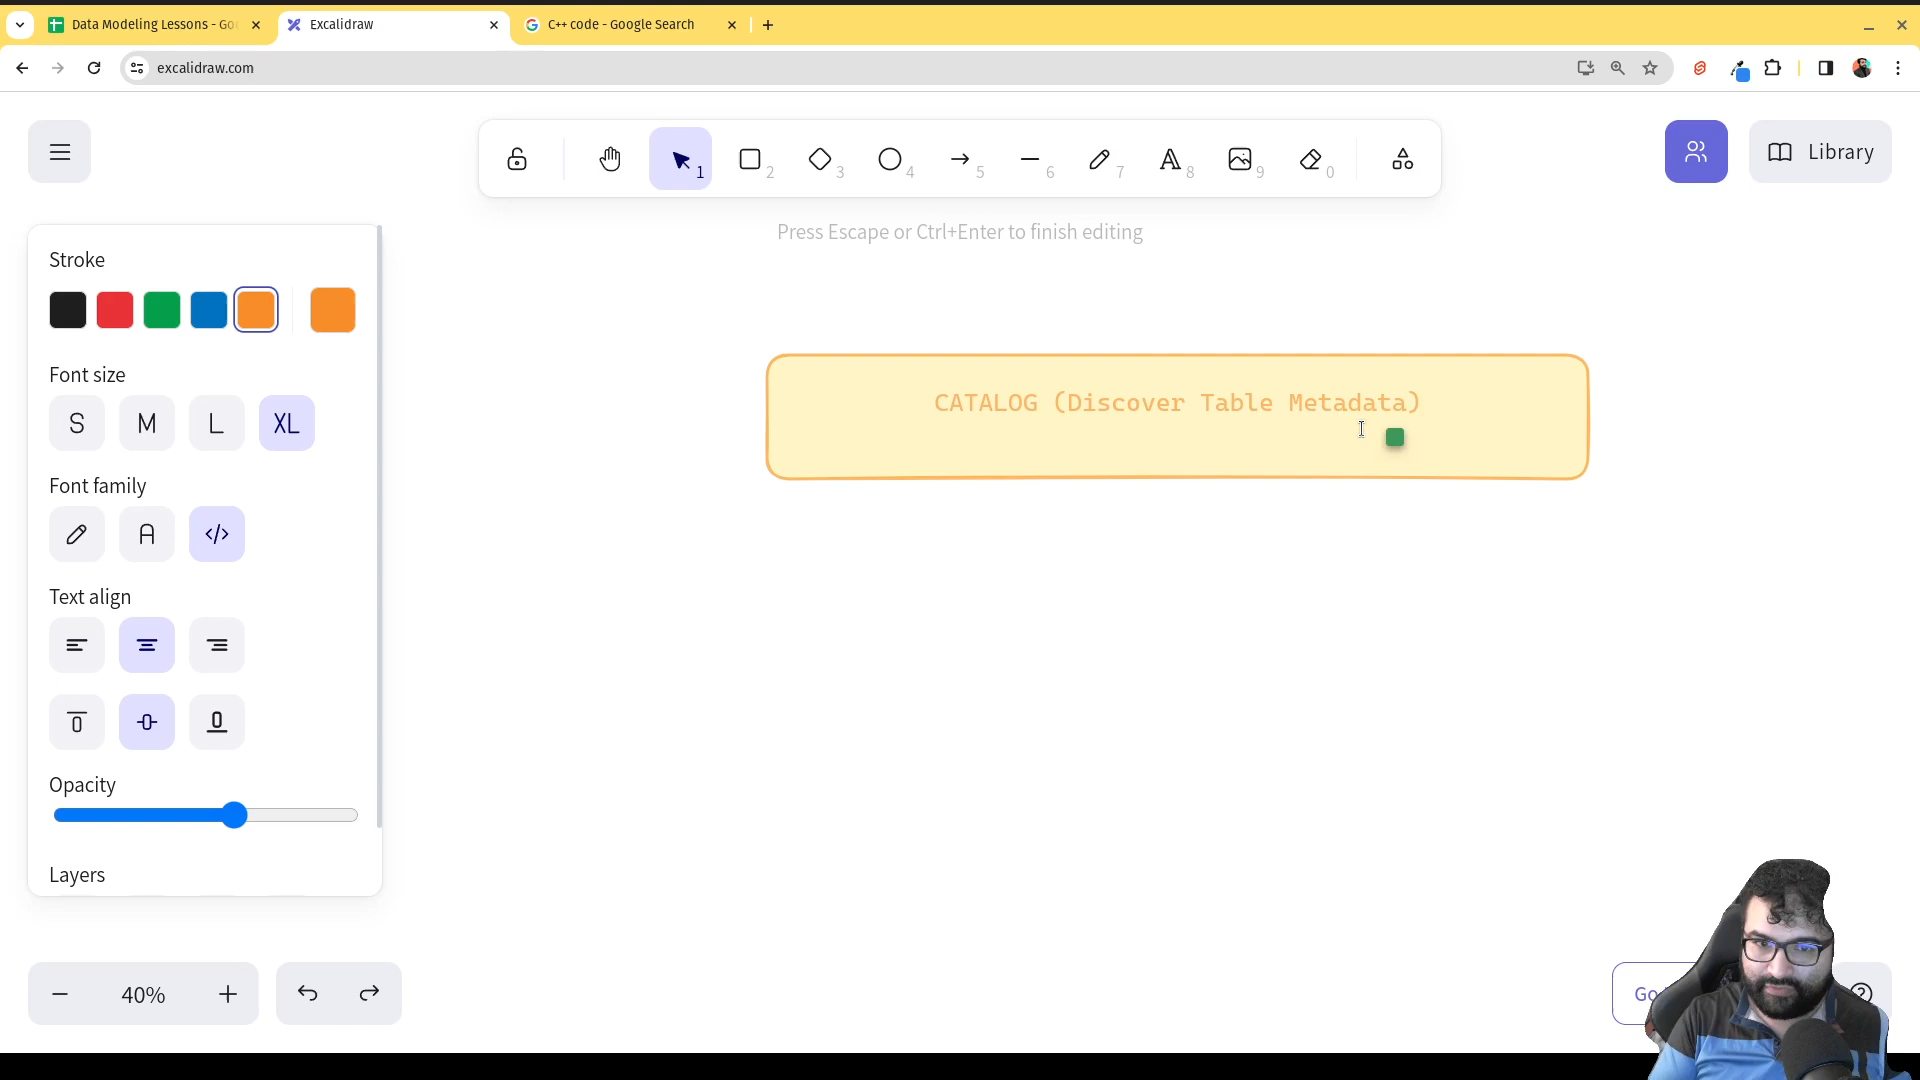 Data Modeling Lessons - Go
Excalidraw
C++ code - Google Search
excalidraw.com
1
2
3
4
5
6
7
8
9
0
Library
Press Escape or Ctrl+Enter to finish editing
Stroke
Font size
S M L XL
Font family
A
Text align
Opacity
Layers
CATALOG (Discover Table Metadata)
40%
Go